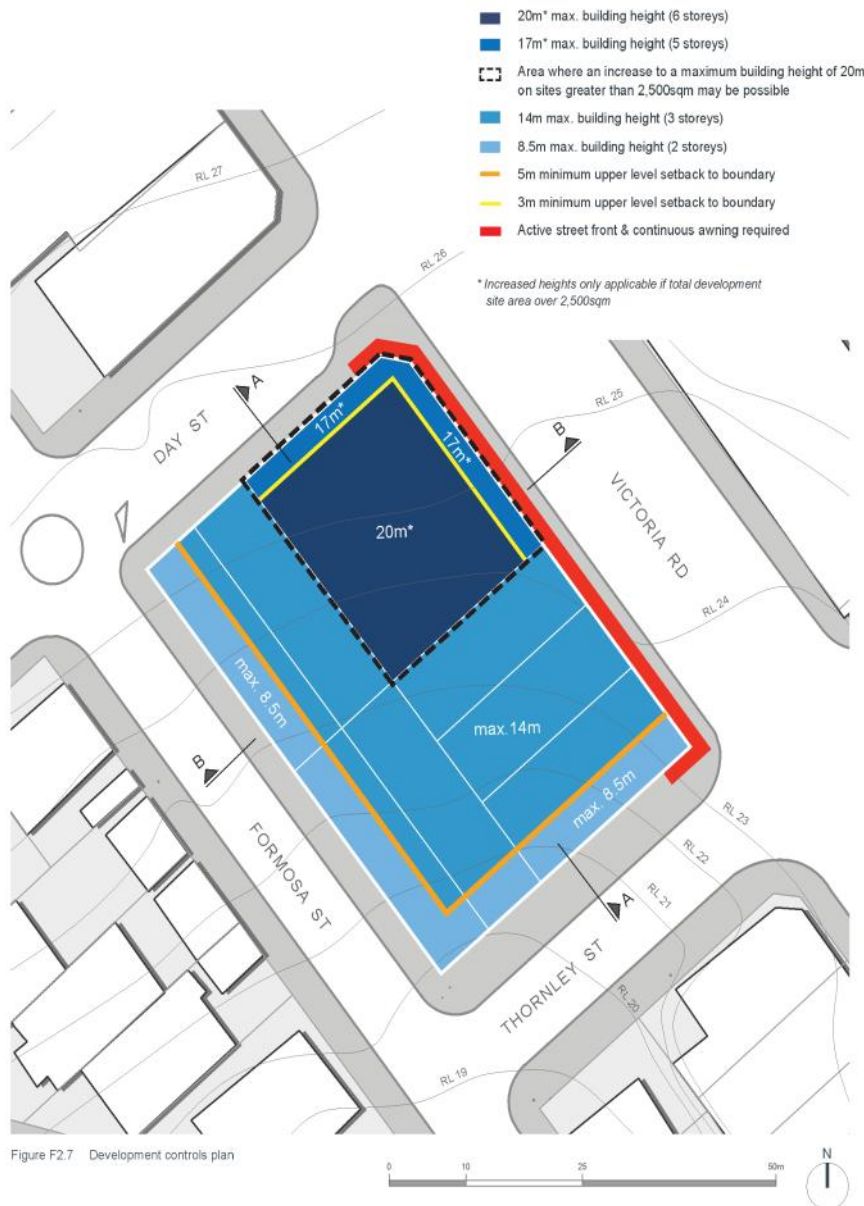 20m* max. building height (6 storeys)
17m* max. building height (5 storeys)
Area where an increase to a maximum building height of 20m
on sites greater than 2,500sqm may be possible
14m max. building height (3 storeys)
8.5m max. building height (2 storeys)
5m minimum upper level setback to boundary
3m minimum upper level setback to boundary
Active street front & continuous awning required
* Increased heights only applicable if total development
site area over 2,500sqm
RL 27
RL 26
A
DAY ST
17m*
RL 25
B
17m*
VICTORIA RD
20m*
RL 24
max. 8.5m
max.14m
B
max. 8.5m
RL 23
FORMOSA ST
RL 22
A
RL 21
THORNLEY ST
RL 20
RL 19
Figure F2.7 Development controls plan
0 10 25 50m
N